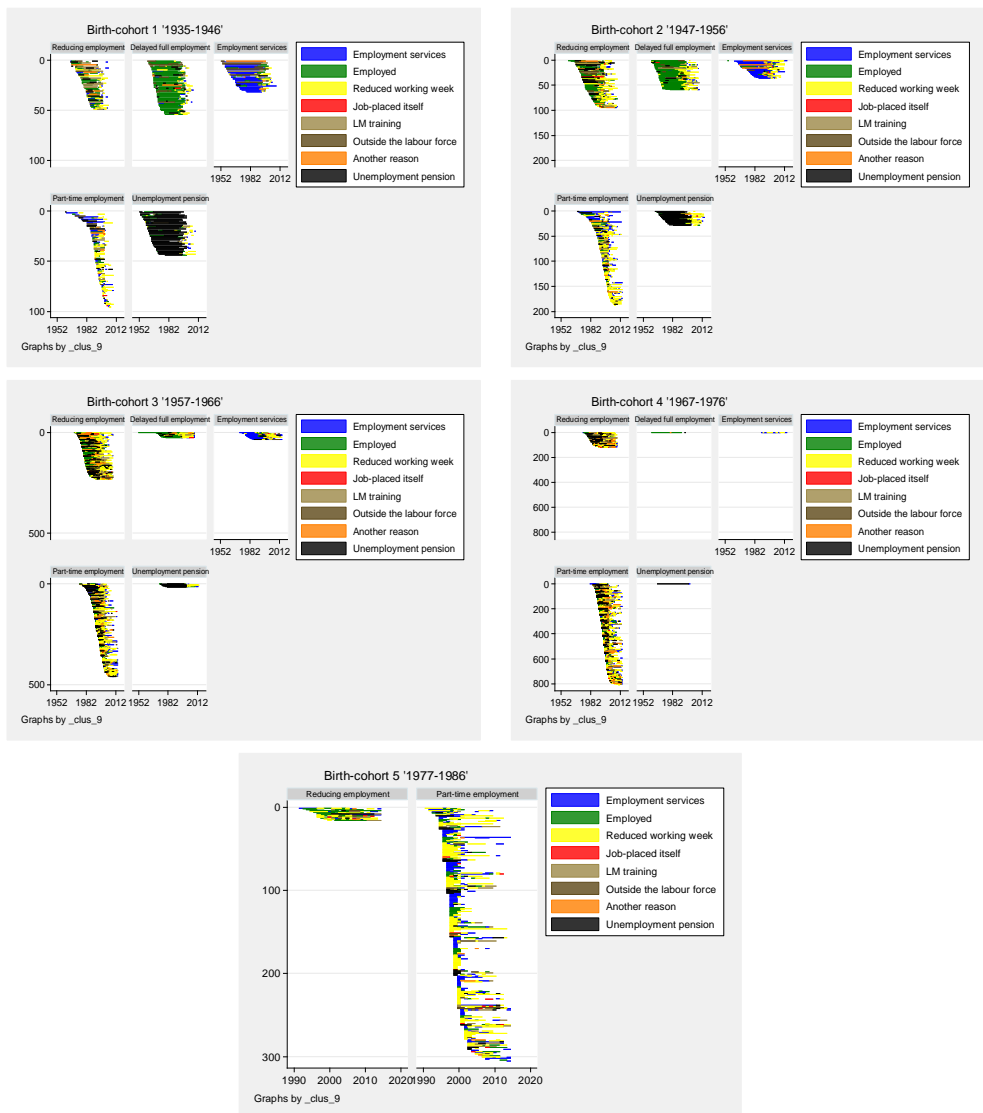 Birth-cohort 1 '1935-1946'
Reducing employment Delayed full employment Employment services
0
50
100
1952 1982 2012
Part-time employment Unemployment pension
0
50
100
1952 1982 2012 1952 1982 2012
Graphs by _clus_9
Employment services
Employed
Reduced working week
Job-placed itself
LM training
Outside the labour force
Another reason
Unemployment pension
Birth-cohort 2 '1947-1956'
Reducing employment Delayed full employment Employment services
0
50
100
150
200
1952 1982 2012
Part-time employment Unemployment pension
0
50
100
150
200
1952 1982 2012 1952 1982 2012
Graphs by _clus_9
Employment services
Employed
Reduced working week
Job-placed itself
LM training
Outside the labour force
Another reason
Unemployment pension
Birth-cohort 3 '1957-1966'
Reducing employment Delayed full employment Employment services
0
500
1952 1982 2012
Part-time employment Unemployment pension
0
500
1952 1982 2012 1952 1982 2012
Graphs by _clus_9
Employment services
Employed
Reduced working week
Job-placed itself
LM training
Outside the labour force
Another reason
Unemployment pension
Birth-cohort 4 '1967-1976'
Reducing employment Delayed full employment Employment services
0
200
400
600
800
1952 1982 2012
Part-time employment Unemployment pension
0
200
400
600
800
1952 1982 2012 1952 1982 2012
Graphs by _clus_9
Employment services
Employed
Reduced working week
Job-placed itself
LM training
Outside the labour force
Another reason
Unemployment pension
Birth-cohort 5 '1977-1986'
Reducing employment Part-time employment
0
100
200
300
1990 2000 2010 2020 1990 2000 2010 2020
Graphs by _clus_9
Employment services
Employed
Reduced working week
Job-placed itself
LM training
Outside the labour force
Another reason
Unemployment pension